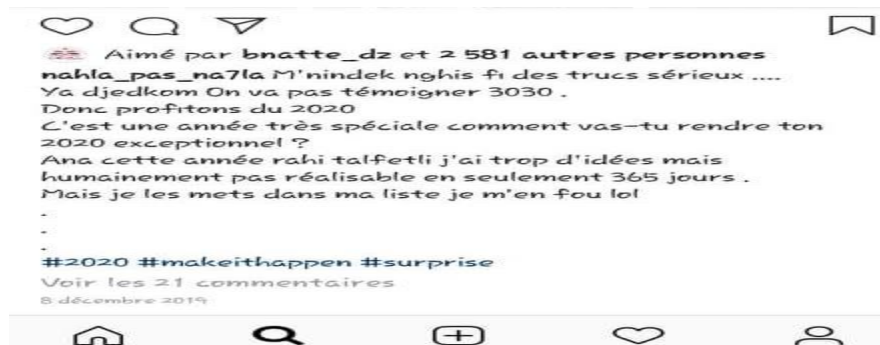 Aimé par bnatte_dz et 2 581 autres personnes
nahla_pas_na7la M'nindek nghis fi des trucs sérieux ....
Ya djedkom On va pas témoigner 3030 .
Donc profitons du 2020
C'est une année très spéciale comment vas-tu rendre ton
2020 exceptionnel ?
Ana cette année rahi talfetli j'ai trop d'idées mais
humainement pas réalisable en seulement 365 jours .
Mais je les mets dans ma liste je m'en fou lol
.
.
.
#2020 #makeithappen #surprise
Voir les 21 commentaires
8 décembre 2019